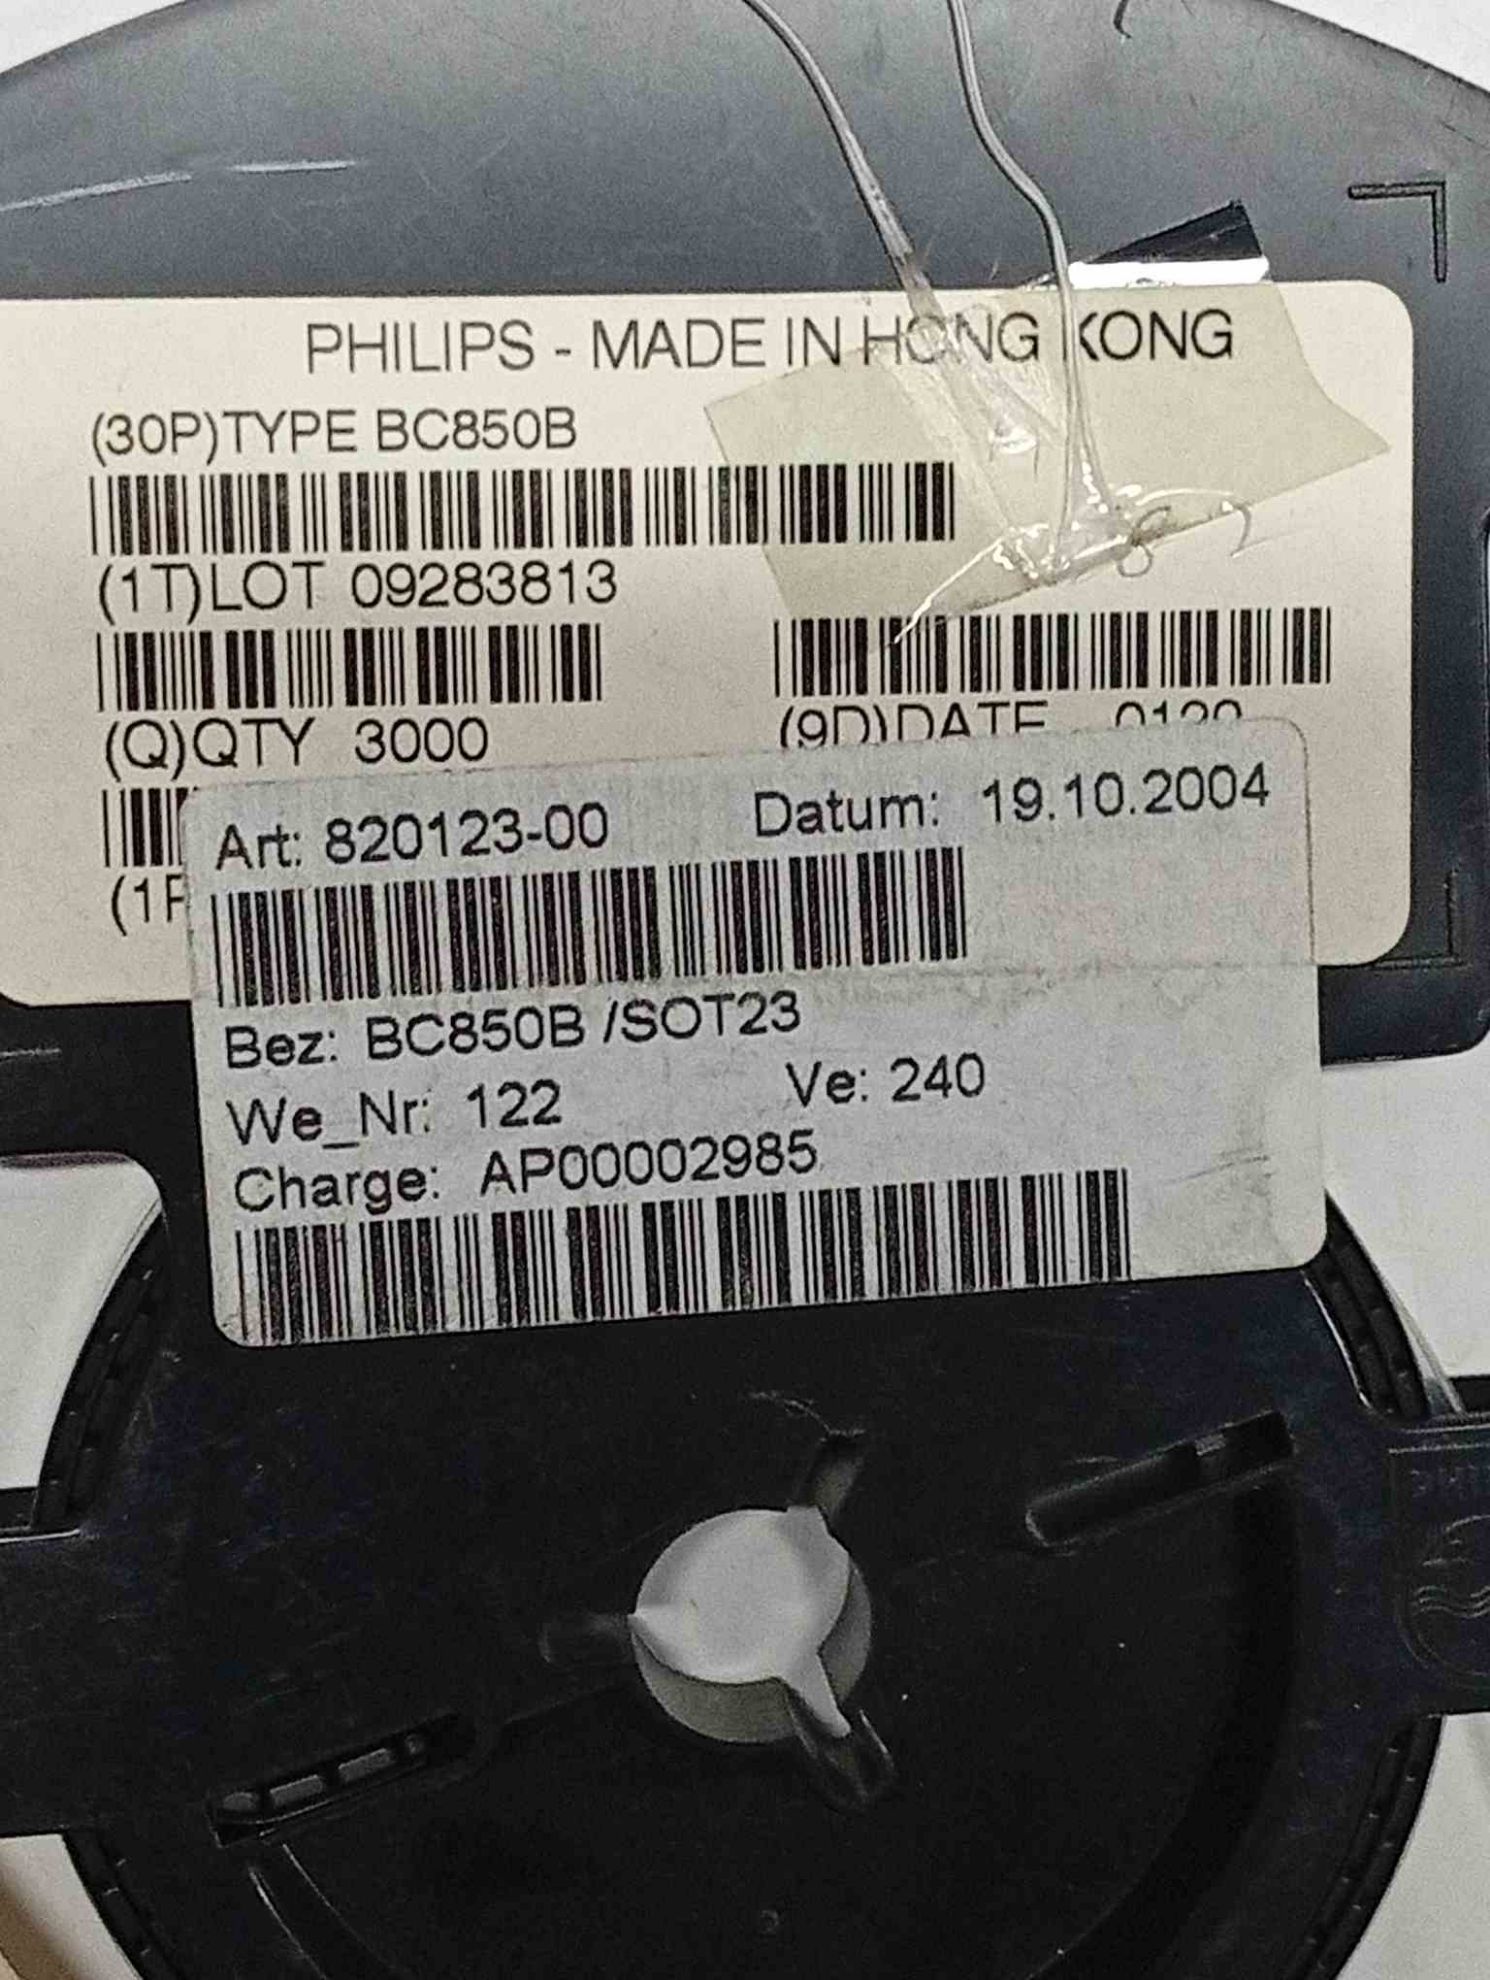 PHILIPS - MADE IN HONG KONG
(30P)TYPE BC850B
(1T)LOT 09283813
(Q)QTY 3000 (9D)DATE
Art: 820123-00 Datum: 19.10.2004
Bez: BC850B /SOT23
We_Nr: 122 Ve: 240
Charge: AP00002985